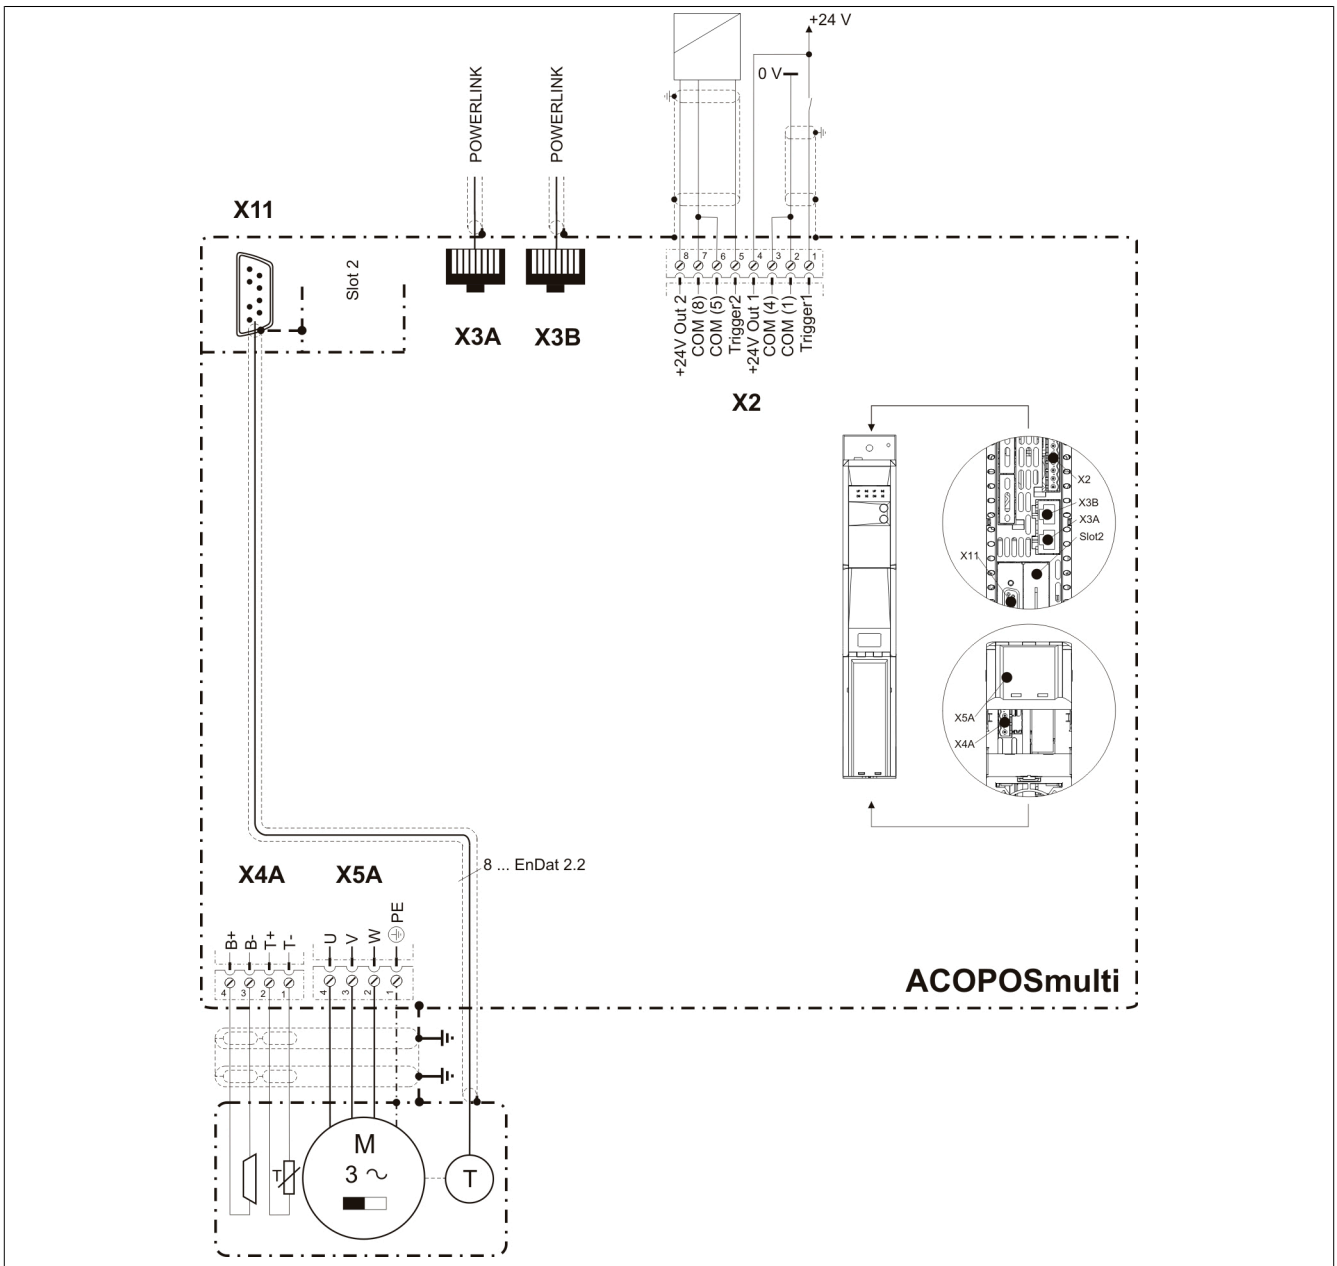 +24 V
0 V
POWERLINK
POWERLINK
X11
Slot 2
8 7 6 5 4 3 2 1
+24V Out 2
COM (8)
COM (5)
Trigger2
+24V Out 1
COM (4)
COM (1)
Trigger1
X3A
X3B
X2
X2
X3B
X3A
Slot2
X11
X5A
X4A
8 ... EnDat 2.2
X4A
X5A
B+
B-
T+
T-
U
V
W
PE
4 3 2 1
4 3 2 1
ACOPOSmulti
M
3 ~
T
T